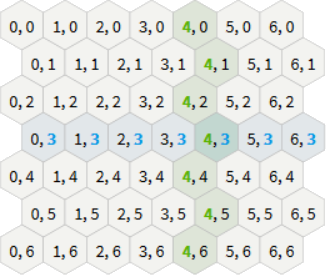 0, 0 1, 0 2, 0 3, 0 4, 0 5, 0 6, 0
0, 1 1, 1 2, 1 3, 1 4, 1 5, 1 6, 1
0, 2 1, 2 2, 2 3, 2 4, 2 5, 2 6, 2
0, 3 1, 3 2, 3 3, 3 4, 3 5, 3 6, 3
0, 4 1, 4 2, 4 3, 4 4, 4 5, 4 6, 4
0, 5 1, 5 2, 5 3, 5 4, 5 5, 5 6, 5
0, 6 1, 6 2, 6 3, 6 4, 6 5, 6 6, 6